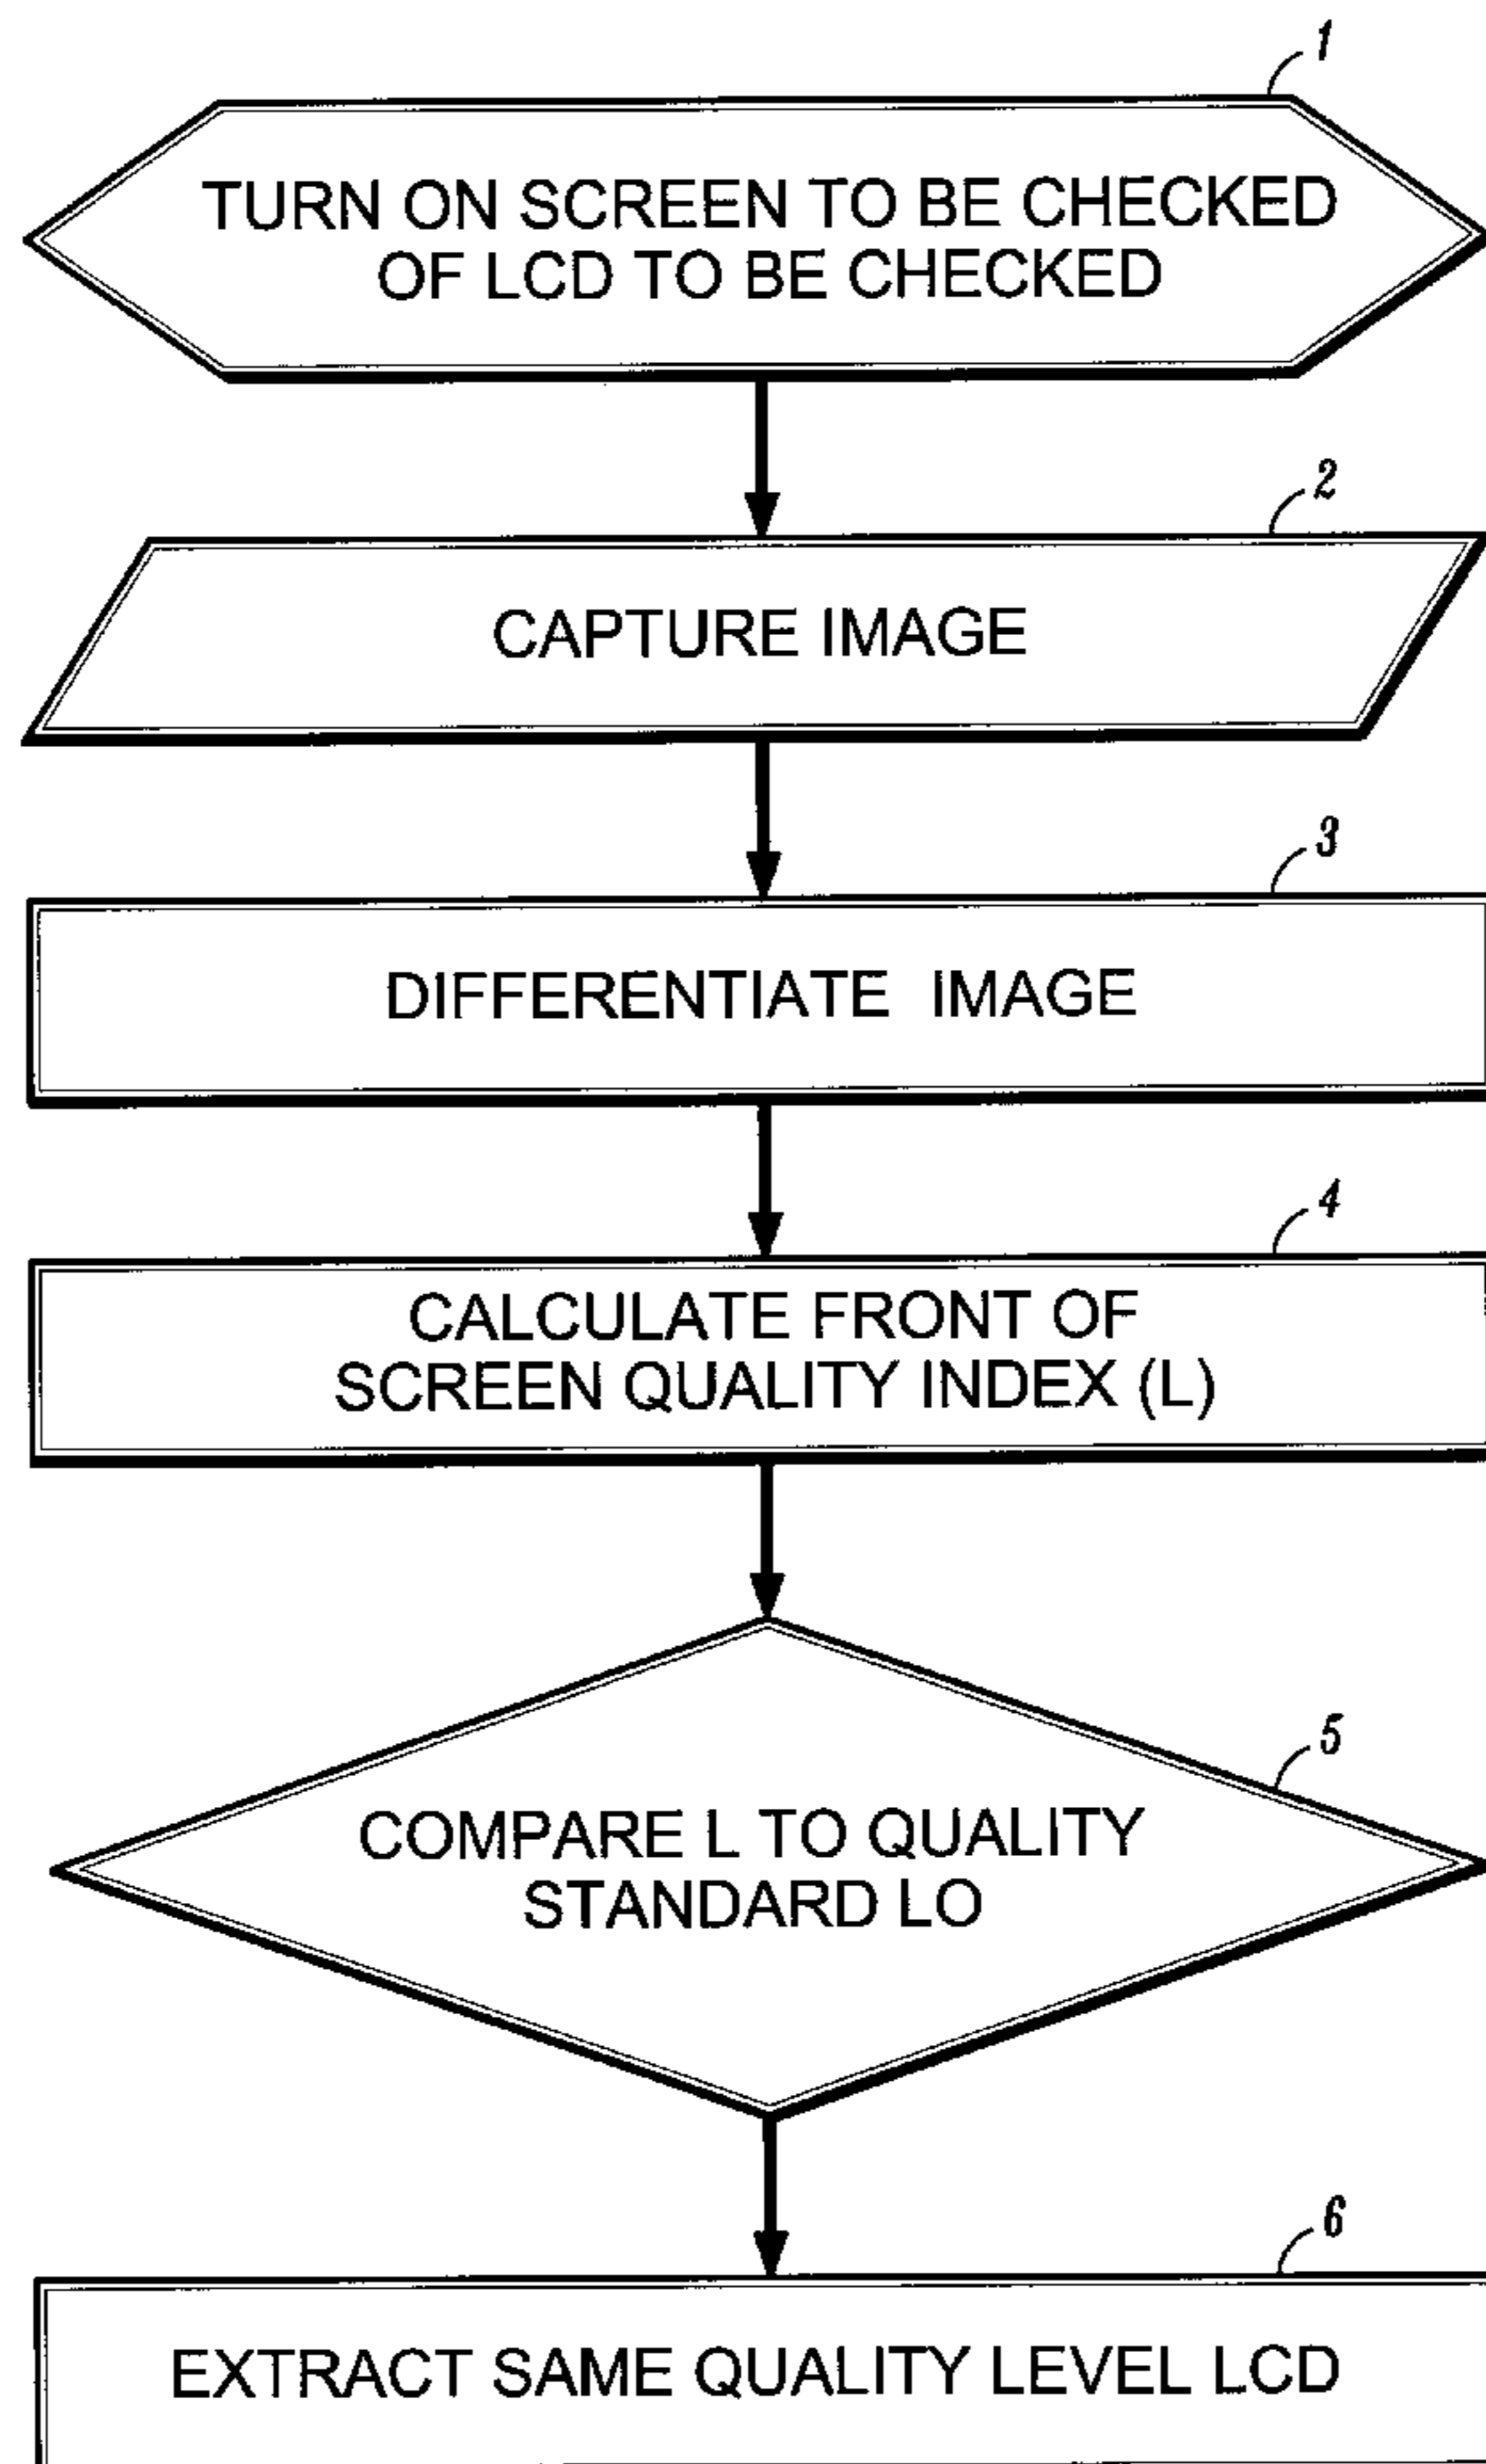 1
TURN ON SCREEN TO BE CHECKED
OF LCD TO BE CHECKED
2
CAPTURE IMAGE
3
DIFFERENTIATE IMAGE
4
CALCULATE FRONT OF
SCREEN QUALITY INDEX (L)
5
COMPARE L TO QUALITY
STANDARD LO
6
EXTRACT SAME QUALITY LEVEL LCD